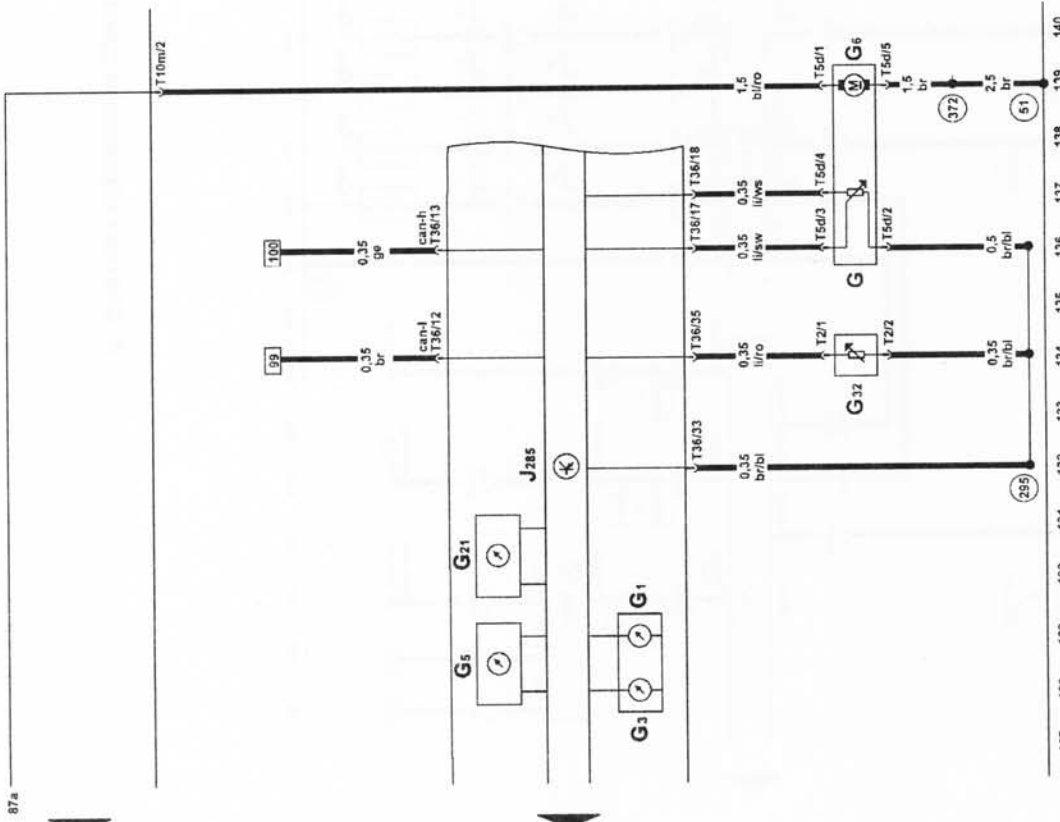 87a
T10m/2
1,5
bl/ro
T5d/1
G6
T5d/5
1,5
br
372
2,5
br
51
100
0,35
ge
can-h
T36/13
99
0,35
br
can-l
T36/12
T36/18
0,35
li/ws
T5d/4
T36/17
0,35
li/sw
T5d/3
T5d/2
G
0,5
br/bl
T36/35
0,35
li/ro
T2/1
G32
T2/2
0,35
br/bl
J285
T36/33
0,35
br/bl
295
G21
G5
G1
G3
M
135
136
137
138
139
140